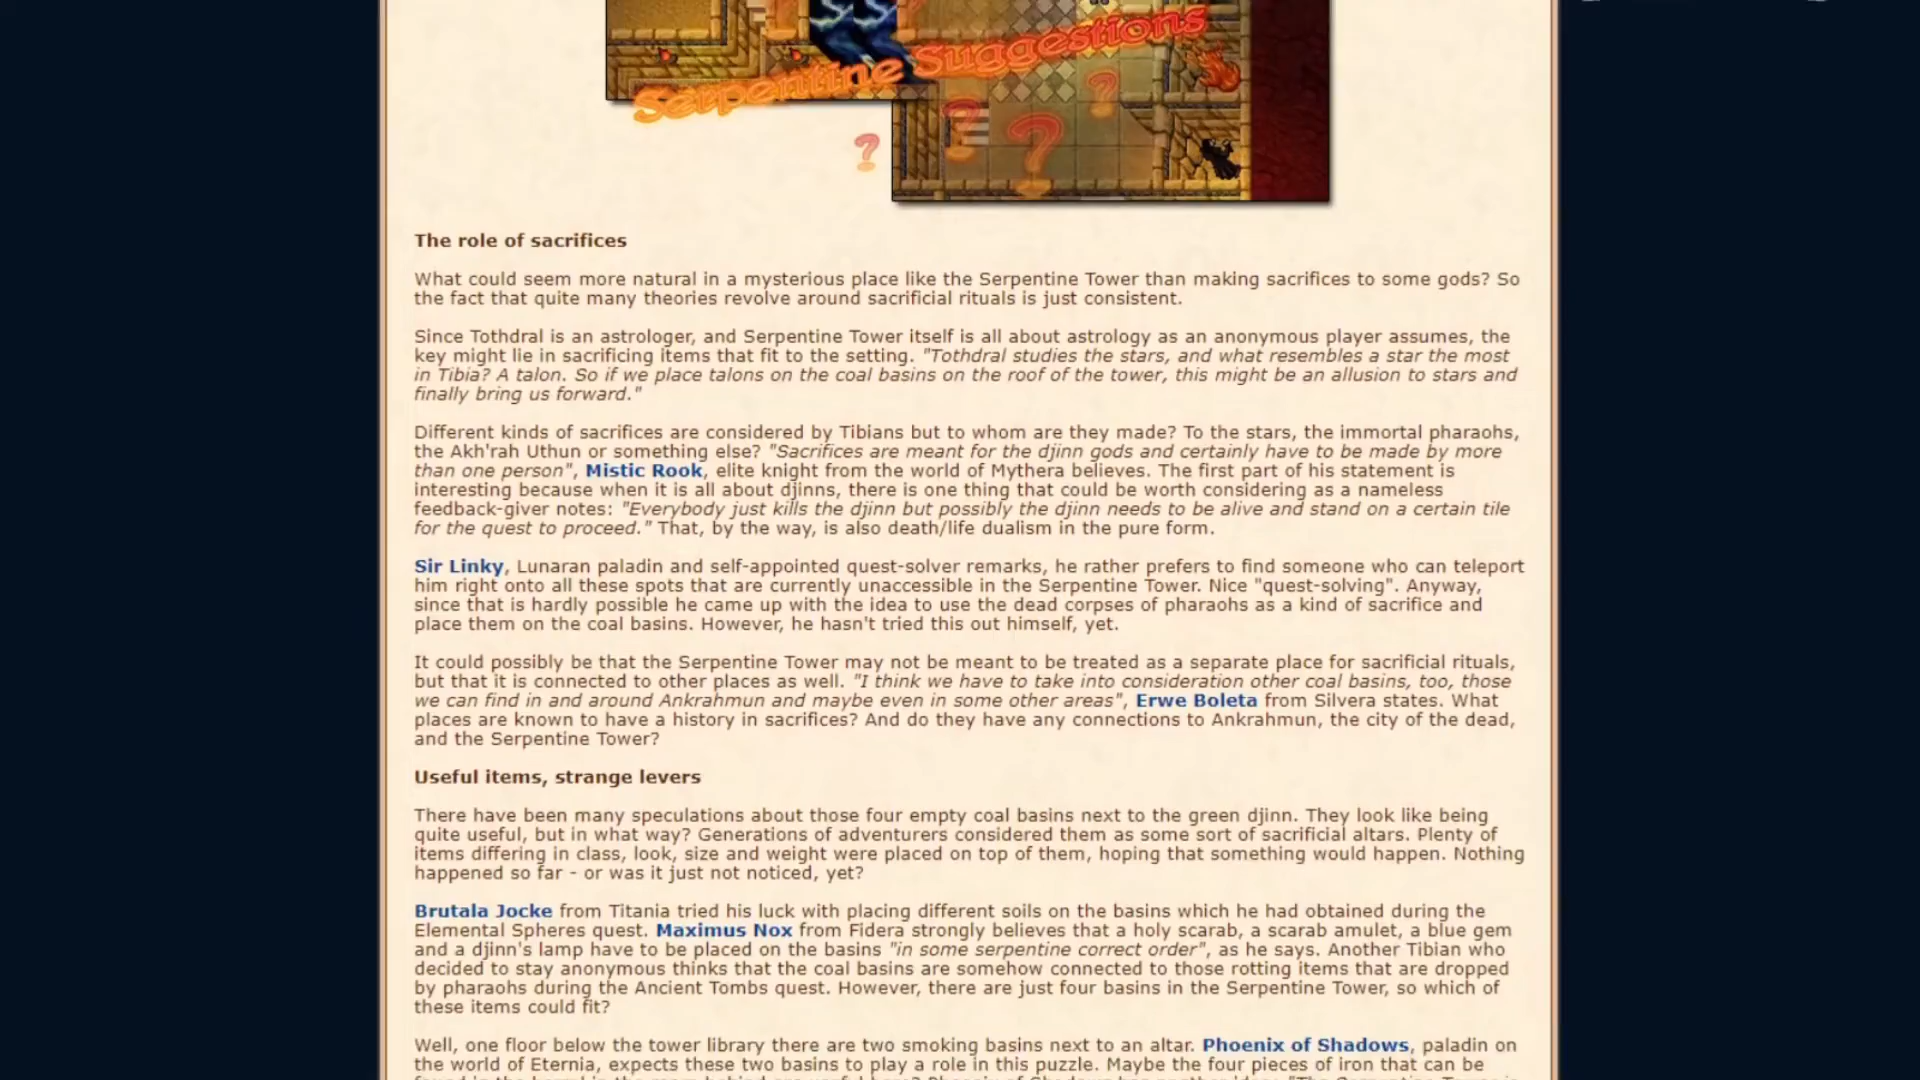 Serpentine Suggestions
The role of sacrifices
What could seem more natural in a mysterious place like the Serpentine Tower than making sacrifices to some gods? So
the fact that quite many theories revolve around sacrificial rituals is just consistent.
Since Tothdral is an astrologer, and Serpentine Tower itself is all about astrology as an anonymous player assumes, the
key might lie in sacrificing items that fit to the setting. "Tothdral studies the stars, and what resembles a star the most
in Tibia? A talon. So if we place talons on the coal basins on the roof of the tower, this might be an allusion to stars and
finally bring us forward."
Different kinds of sacrifices are considered by Tibians but to whom are they made? To the stars, the immortal pharaohs,
the Akh'rah Uthun or something else? "Sacrifices are meant for the djinn gods and certainly have to be made by more
than one person", Mistic Rook, elite knight from the world of Mythera believes. The first part of his statement is
interesting because when it is all about djinns, there is one thing that could be worth considering as a nameless
feedback-giver notes: "Everybody just kills the djinn but possibly the djinn needs to be alive and stand on a certain tile
for the quest to proceed." That, by the way, is also death/life dualism in the pure form.
Sir Linky, Lunaran paladin and self-appointed quest-solver remarks, he rather prefers to find someone who can teleport
him right onto all these spots that are currently unaccessible in the Serpentine Tower. Nice "quest-solving". Anyway,
since that is hardly possible he came up with the idea to use the dead corpses of pharaohs as a kind of sacrifice and
place them on the coal basins. However, he hasn't tried this out himself, yet.
It could possibly be that the Serpentine Tower may not be meant to be treated as a separate place for sacrificial rituals,
but that it is connected to other places as well. "I think we have to take into consideration other coal basins, too, those
we can find in and around Ankrahmun and maybe even in some other areas", Erwe Boleta from Silvera states. What
places are known to have a history in sacrifices? And do they have any connections to Ankrahmun, the city of the dead,
and the Serpentine Tower?
Useful items, strange levers
There have been many speculations about those four empty coal basins next to the green djinn. They look like being
quite useful, but in what way? Generations of adventurers considered them as some sort of sacrificial altars. Plenty of
items differing in class, look, size and weight were placed on top of them, hoping that something would happen. Nothing
happened so far - or was it just not noticed, yet?
Brutala Jocke from Titania tried his luck with placing different soils on the basins which he had obtained during the
Elemental Spheres quest. Maximus Nox from Fidera strongly believes that a holy scarab, a scarab amulet, a blue gem
and a djinn's lamp have to be placed on the basins "in some serpentine correct order", as he says. Another Tibian who
decided to stay anonymous thinks that the coal basins are somehow connected to those rotting items that are dropped
by pharaohs during the Ancient Tombs quest. However, there are just four basins in the Serpentine Tower, so which of
these items could fit?
Well, one floor below the tower library there are two smoking basins next to an altar. Phoenix of Shadows, paladin on
the world of Eternia, expects these two basins to play a role in this puzzle. Maybe the four pieces of iron that can be